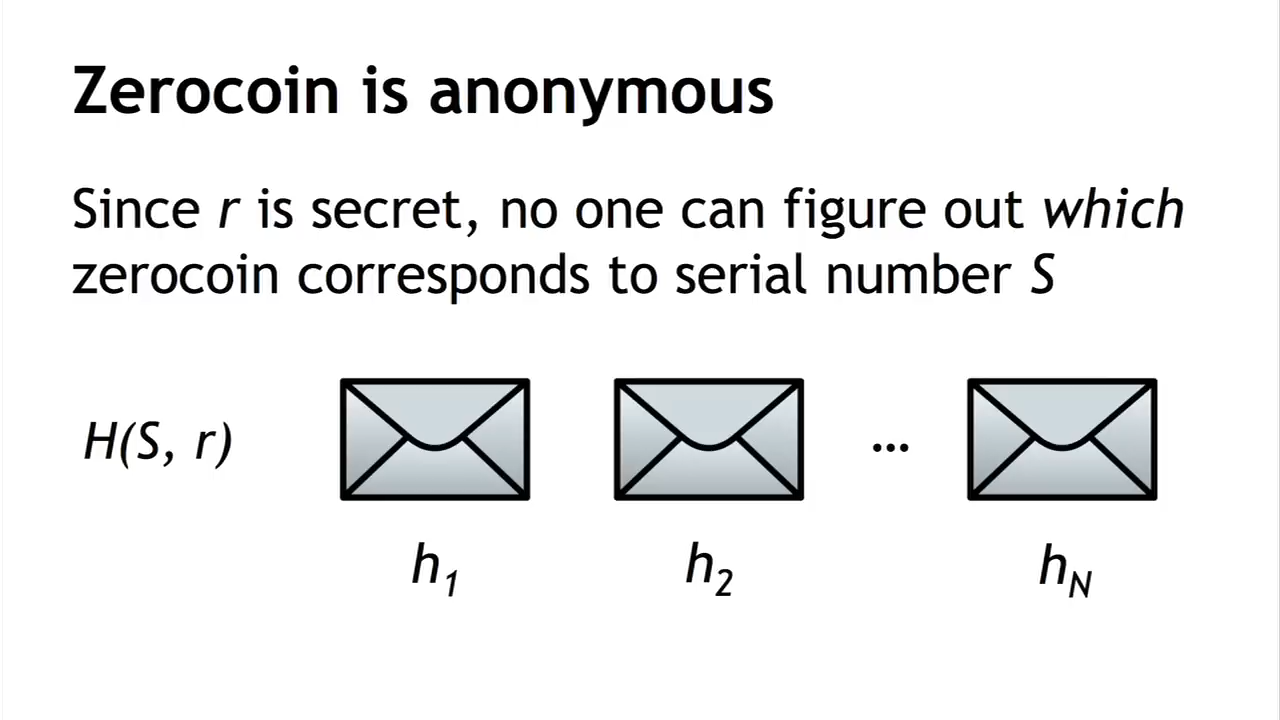 Zerocoin is anonymous
Since r is secret, no one can figure out which
zerocoin corresponds to serial number S
H(S, r)
...
h1 h2 hN